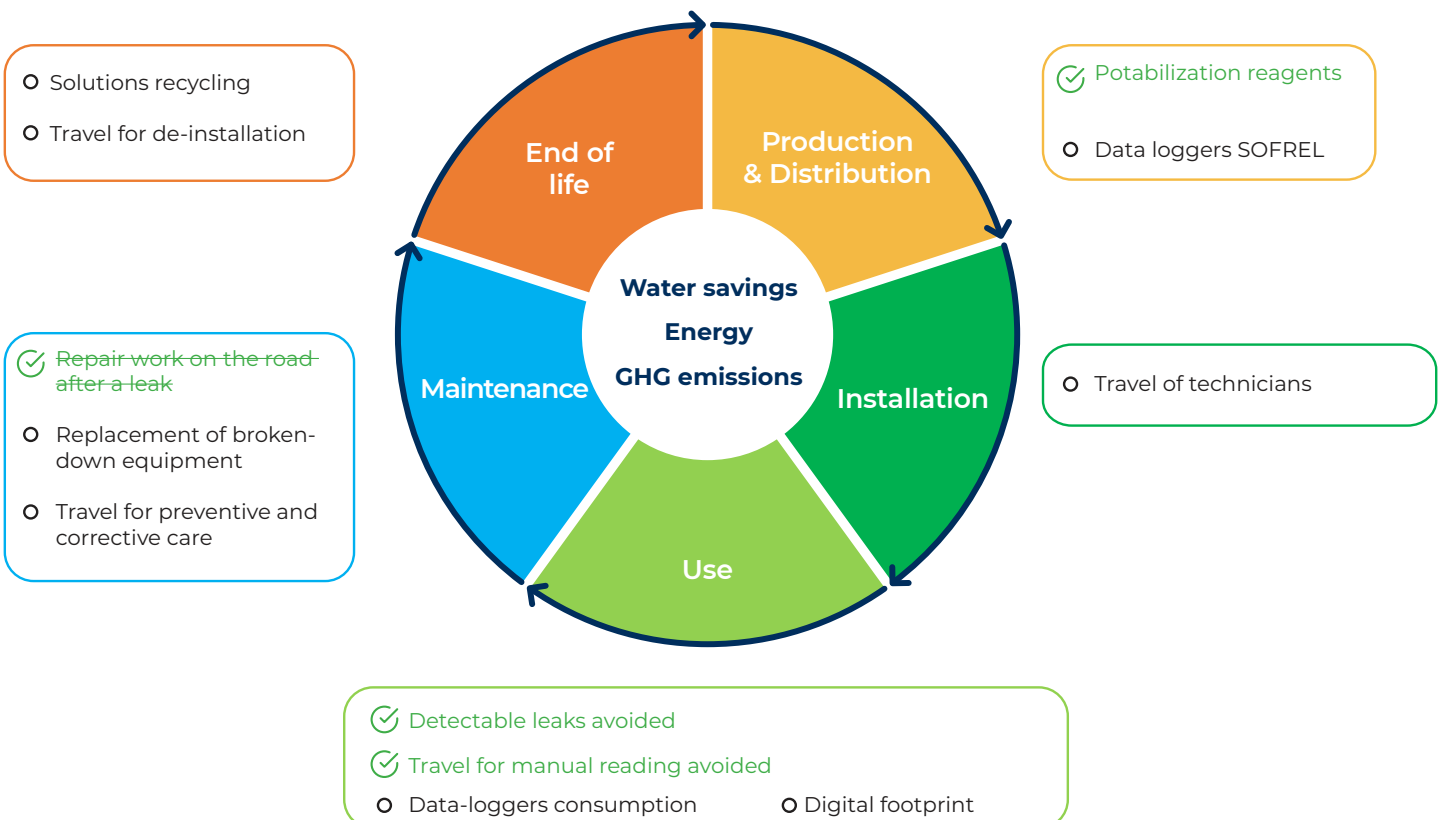 Solutions recycling
Travel for de-installation
End of
life
Production
& Distribution
Potabilization reagents
Data loggers SOFREL
Water savings
Energy
GHG emissions
Repair work on the road
after a leak
Replacement of broken-
down equipment
Travel for preventive and
corrective care
Maintenance
Installation
Travel of technicians
Use
Detectable leaks avoided
Travel for manual reading avoided
Data-loggers consumption
Digital footprint